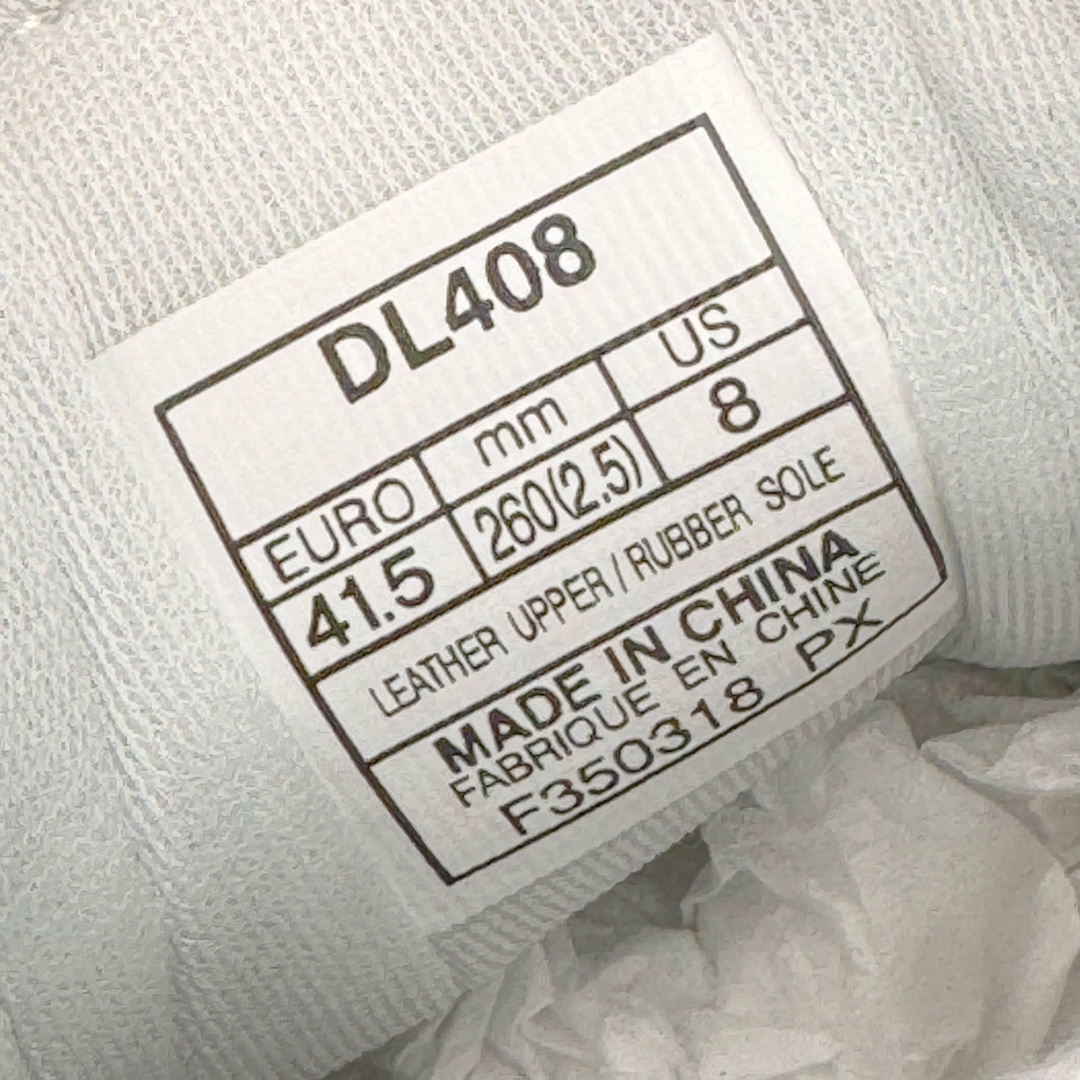 DL408
EURO mm US
41.5 260(2.5) 8
LEATHER UPPER / RUBBER SOLE
MADE IN CHINA
FABRIQUE EN CHINE
F350318 PX